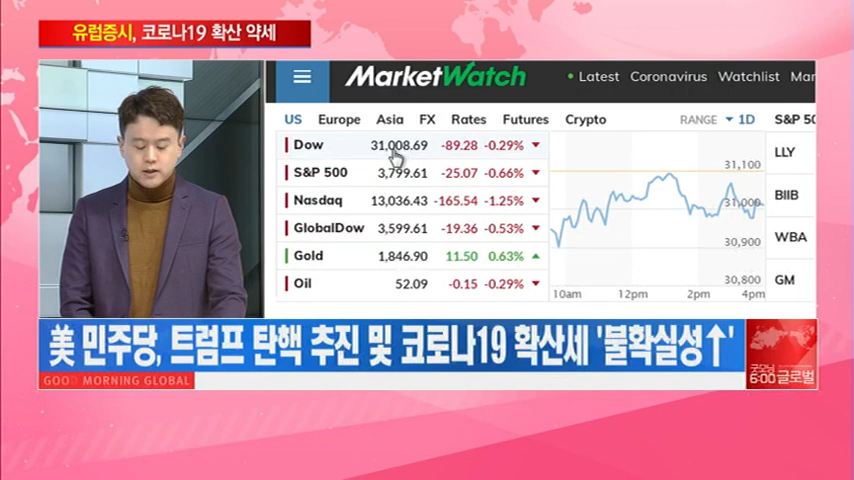 유럽증시, 코로나19 확산 약세
MarketWatch
Latest Coronavirus Watchlist Mar
US Europe Asia FX Rates Futures Crypto
RANGE 1D
S&P 50
Dow 31,008.69 -89.28 -0.29%
S&P 500 3,799.61 -25.07 -0.66%
Nasdaq 13,036.43 -165.54 -1.25%
GlobalDow 3,599.61 -19.36 -0.53%
Gold 1,846.90 11.50 0.63%
Oil 52.09 -0.15 -0.29%
31,100
31,000
30,900
30,800
10am 12pm 2pm 4pm
LLY
BIIB
WBA
GM
美 민주당, 트럼프 탄핵 추진 및 코로나19 확산세 '불확실성↑'
GOOD MORNING GLOBAL
굿모닝
6:00 글로벌